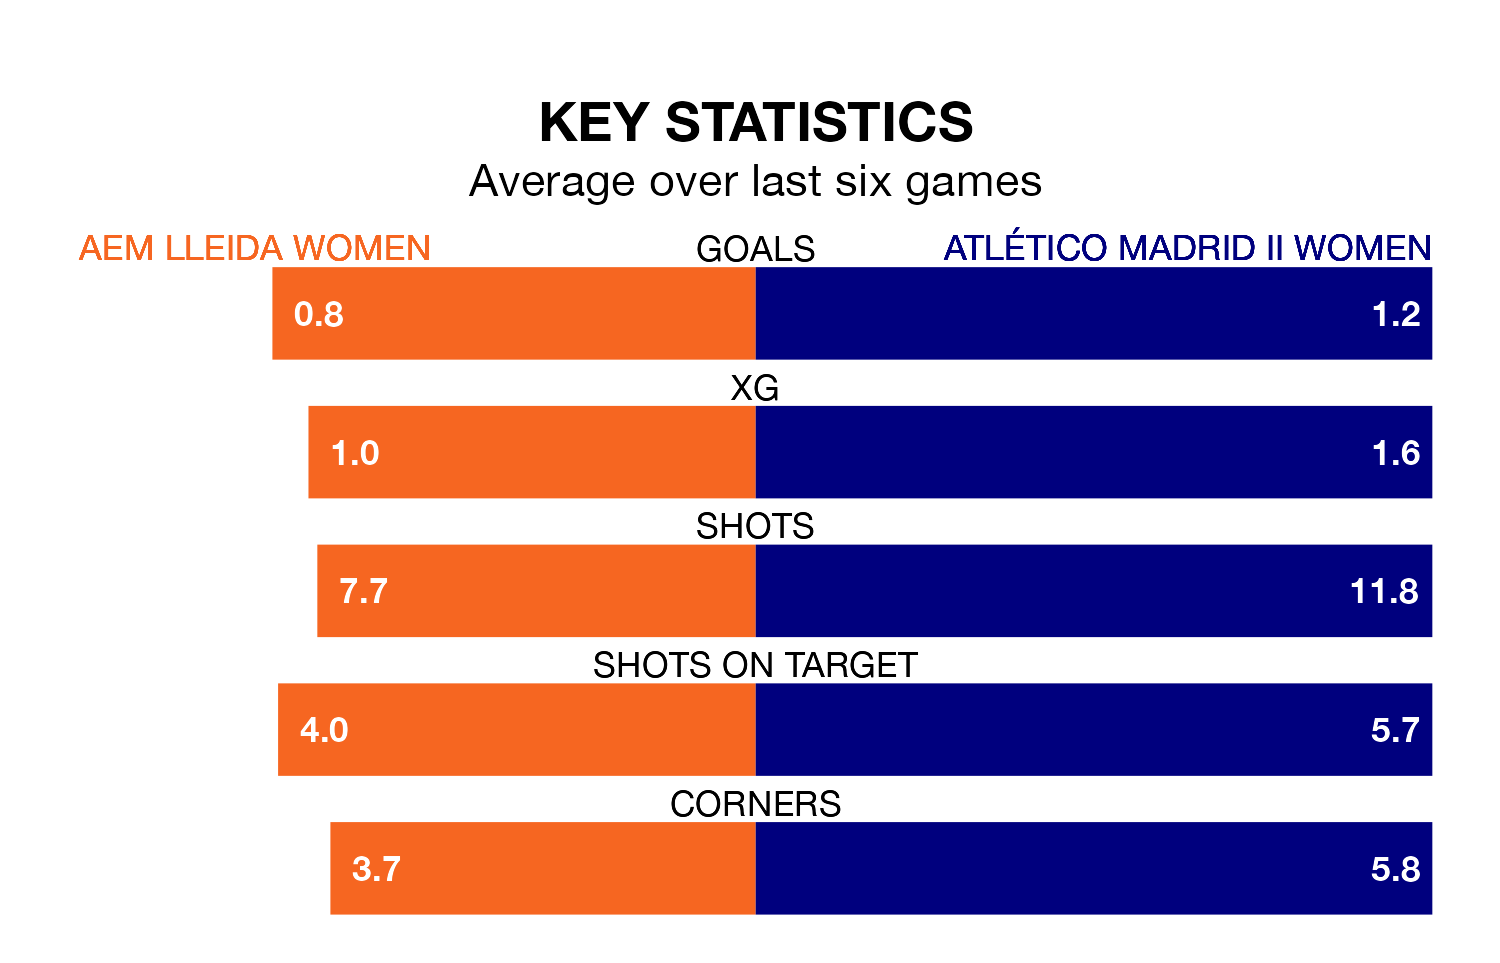 KEY STATISTICS
Average over last six games
AEM LLEIDA WOMEN GOALS ATLÉTICO MADRID II WOMEN
0.8 1.2
XG
1.0 1.6
SHOTS
7.7 11.8
SHOTS ON TARGET
4.0 5.7
CORNERS
3.7 5.8